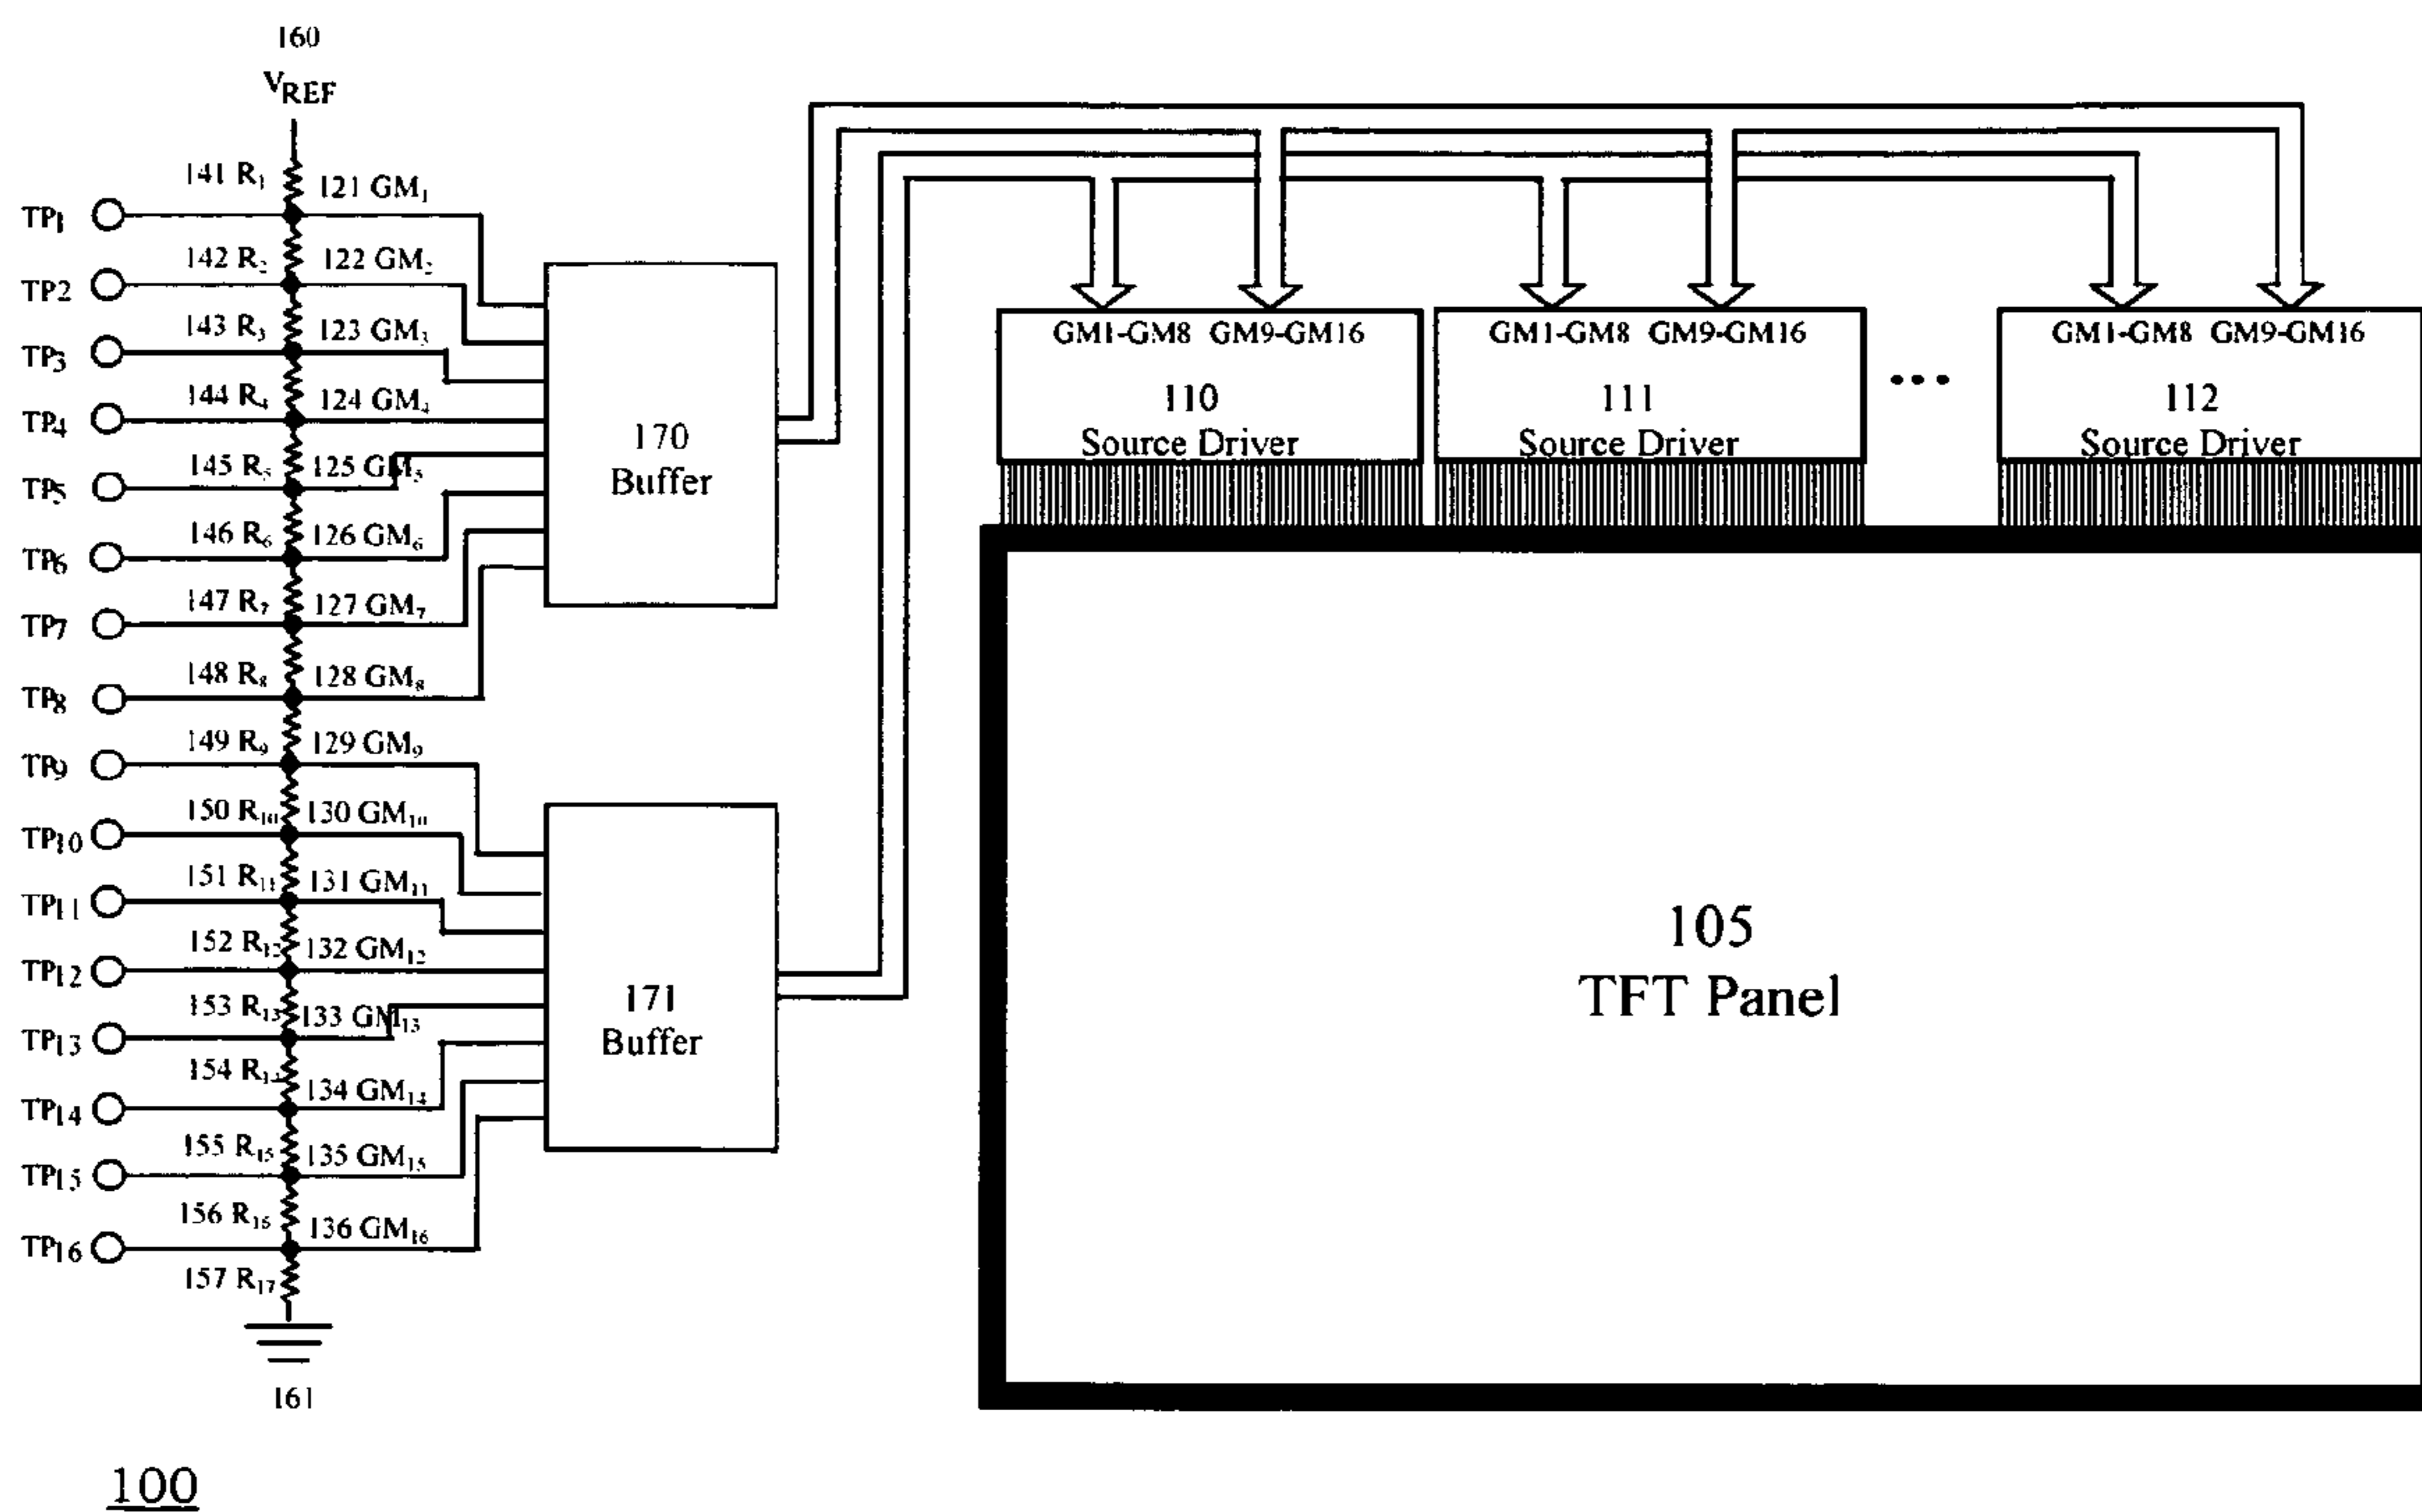 160
VREF
141 R1 121 GM1
TP1
142 R2 122 GM2
TP2
143 R3 123 GM3
TP3
144 R4 124 GM4
TP4
145 R5 125 GM5
TP5
146 R6 126 GM6
TP6
147 R7 127 GM7
TP7
148 R8 128 GM8
TP8
149 R9 129 GM9
TP9
150 R10 130 GM10
TP10
151 R11 131 GM11
TP11
152 R12 132 GM12
TP12
153 R13 133 GM13
TP13
154 R14 134 GM14
TP14
155 R15 135 GM15
TP15
156 R16 136 GM16
TP16
157 R17
161
170
Buffer
171
Buffer
GM1-GM8 GM9-GM16
110
Source Driver
GM1-GM8 GM9-GM16
111
Source Driver
...
GM1-GM8 GM9-GM16
112
Source Driver
105
TFT Panel
100